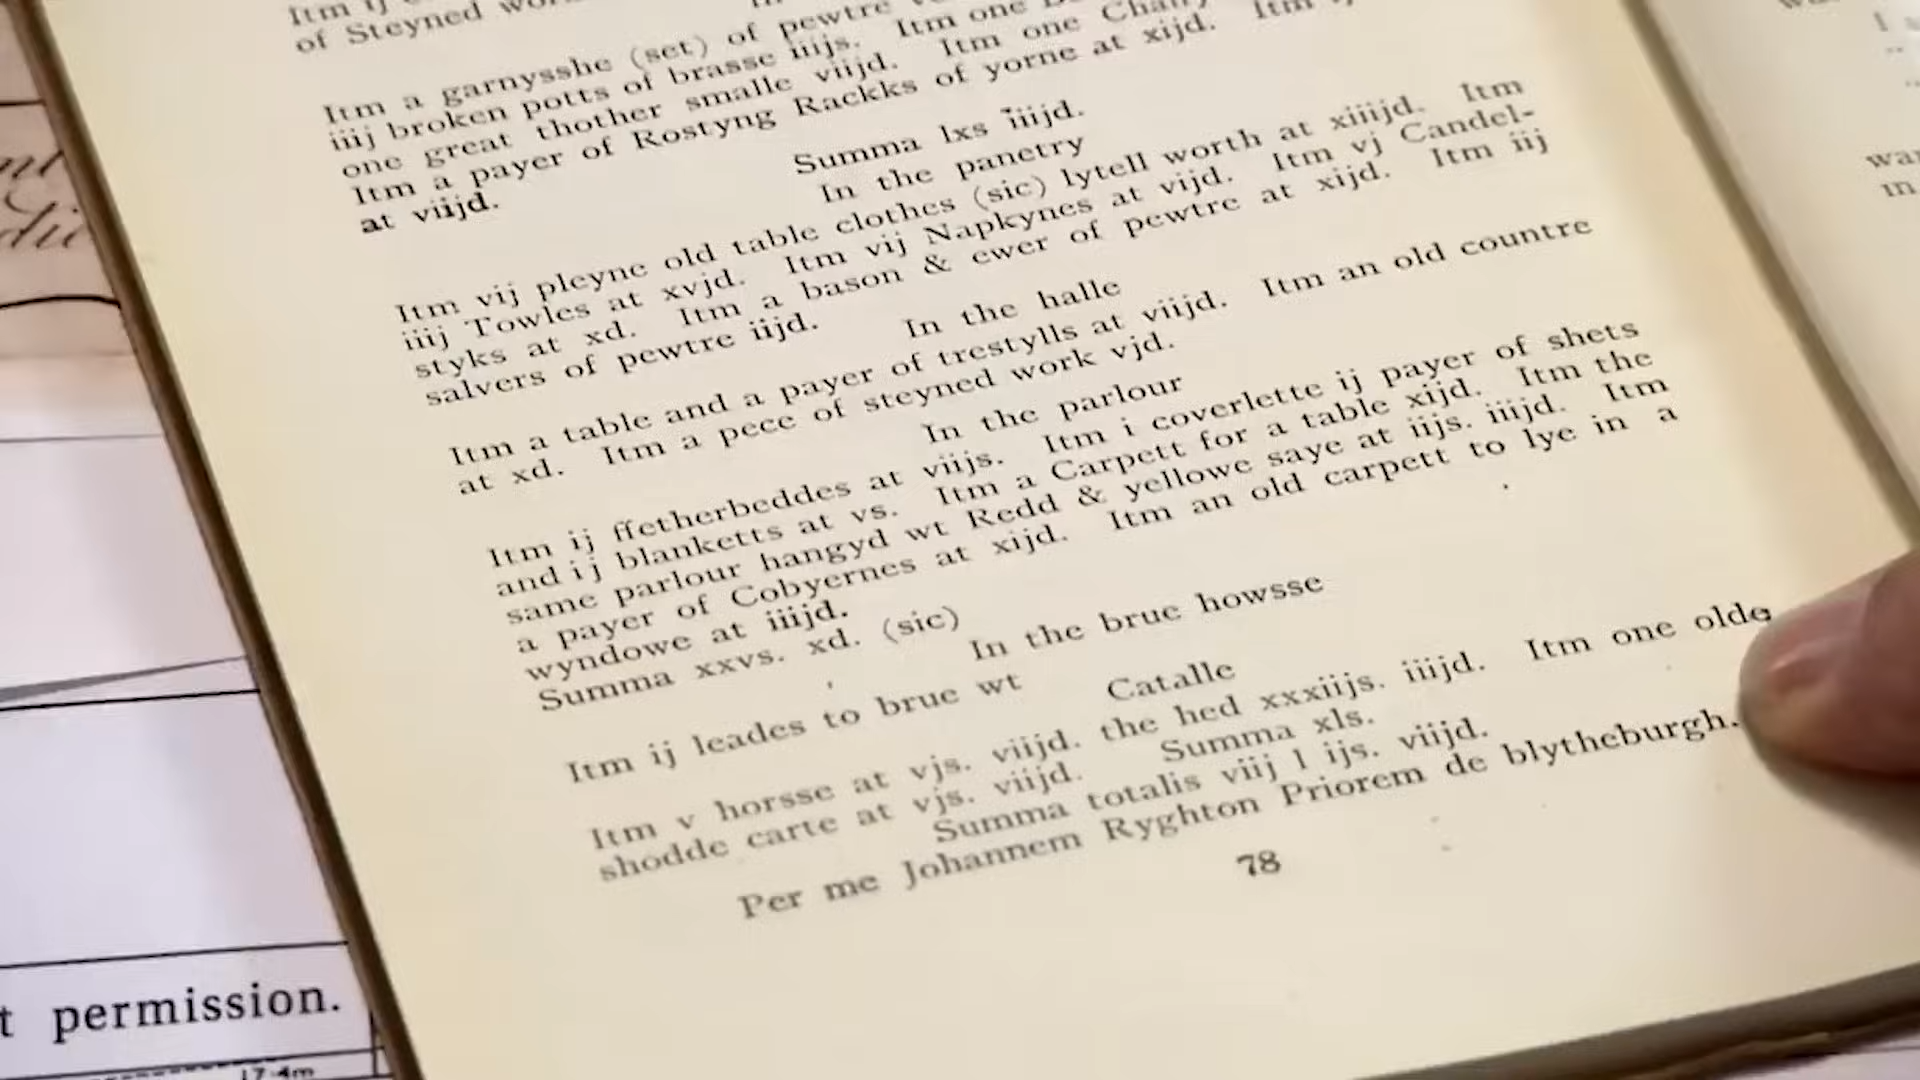 Itm ij
of Steyned
Itm a garnysshe (set) of pewtre
iiij broken potts of brasse iiijs. Itm one
one great thother smalle viijd. Itm one
Itm a payer of Rostyng Rackks of yorne at xijd. Itm
at viijd.
Summa lxs iiijd.
In the panetry
Itm vij pleyne old table clothes (sic) lytell worth at xiiijd. Itm
iiij Towles at xvjd. Itm vij Napkynes at vijd. Itm vj Candel-
styks at xd. Itm a bason & ewer of pewtre at xijd. Itm iij
salvers of pewtre iijd.
In the halle
Itm a table and a payer of trestylls at viijd. Itm an old countre
at xd. Itm a pece of steyned work vjd.
In the parlour
Itm ij ffetherbeddes at viijs. Itm i coverlette ij payer of shets
and ij blanketts at vs. Itm a Carpett for a table xijd. Itm the
same parlour hangyd wt Redd & yellowe saye at iijs. iiijd. Itm
a payer of Cobyernes at xijd. Itm an old carpett to lye in a
wyndowe at iiijd.
Summa xxvs. xd. (sic)
In the brue howsse
Itm ij leades to brue wt
Catalle
Itm v horsse at vjs. viijd. the hed xxxiijs. iiijd. Itm one olde
shodde carte at vjs. viijd. Summa xls.
Summa totalis viij l ijs. viijd.
Per me Johannem Ryghton Priorem de blytheburgh.
78
t permission.
17·4m